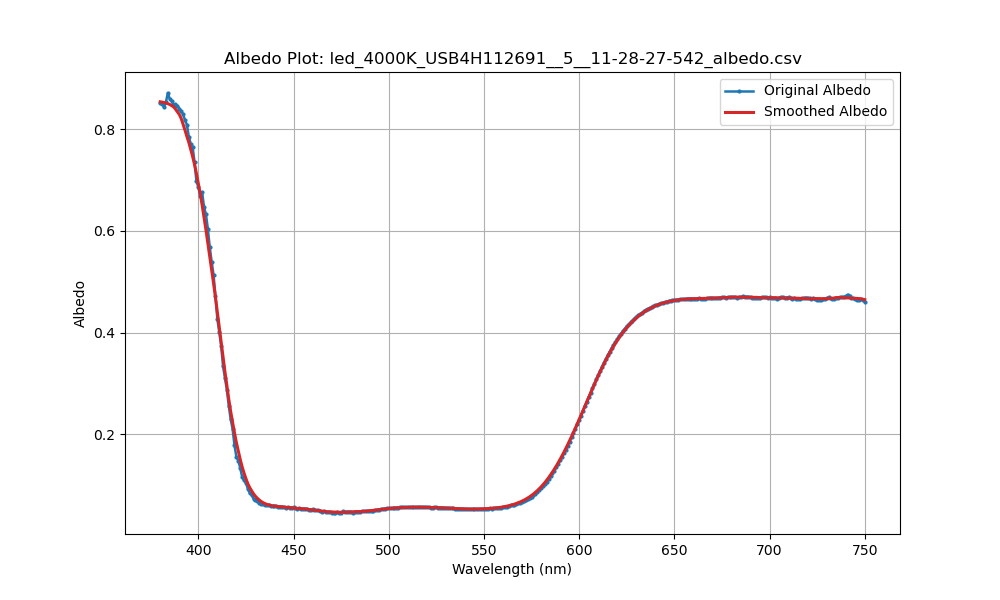 Albedo Plot: led_4000K_USB4H112691__5__11-28-27-542_albedo.csv
Original Albedo
Smoothed Albedo
0.8
0.6
0.4
0.2
Albedo
400 450 500 550 600 650 700 750
Wavelength (nm)